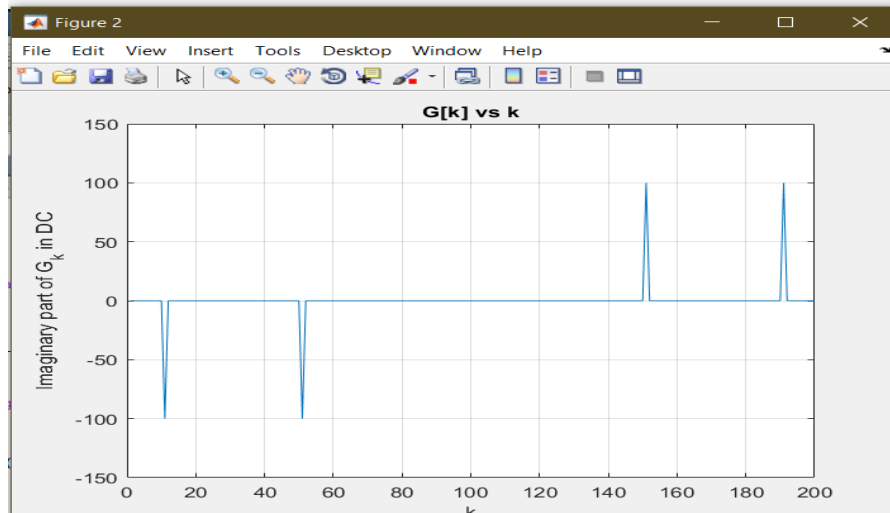 Figure 2
File Edit View Insert Tools Desktop Window Help
G[k] vs k
Imaginary part of G_k in DC
150
100
50
0
-50
-100
-150
0 20 40 60 80 100 120 140 160 180 200
k